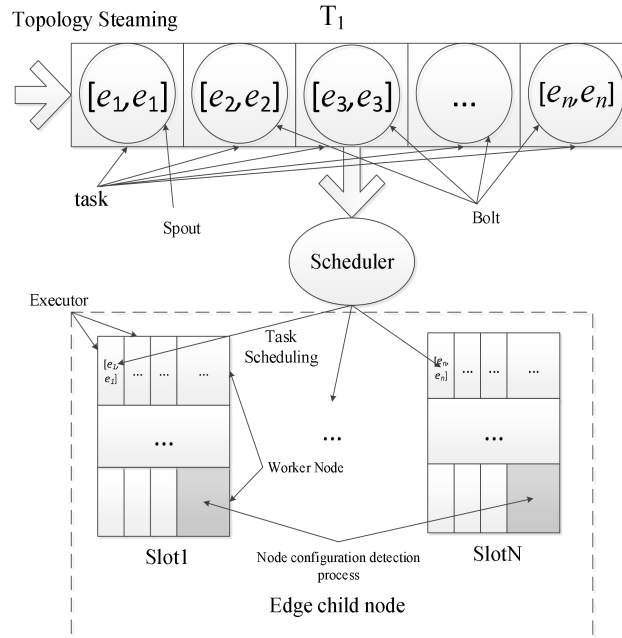 Topology Steaming
T1
[e1,e1]
[e2,e2]
[e3,e3]
...
[en,en]
task
Spout
Bolt
Scheduler
Executor
Task
Scheduling
[e1,
e1]
...
...
...
[en,
en]
...
...
...
...
...
...
Worker Node
Slot1
Node configuration detection
process
SlotN
Edge child node